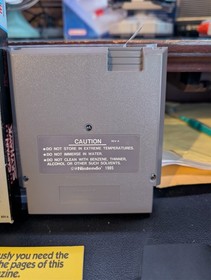 CAUTION
•DO NOT STORE IN EXTREME TEMPERATURES.
•DO NOT IMMERSE IN WATER.
•DO NOT CLEAN WITH BENZENE, THINNER,
ALCOHOL OR OTHER SUCH SOLVENTS.
©Nintendo 1985
usly you need the
the pages of this
zine.